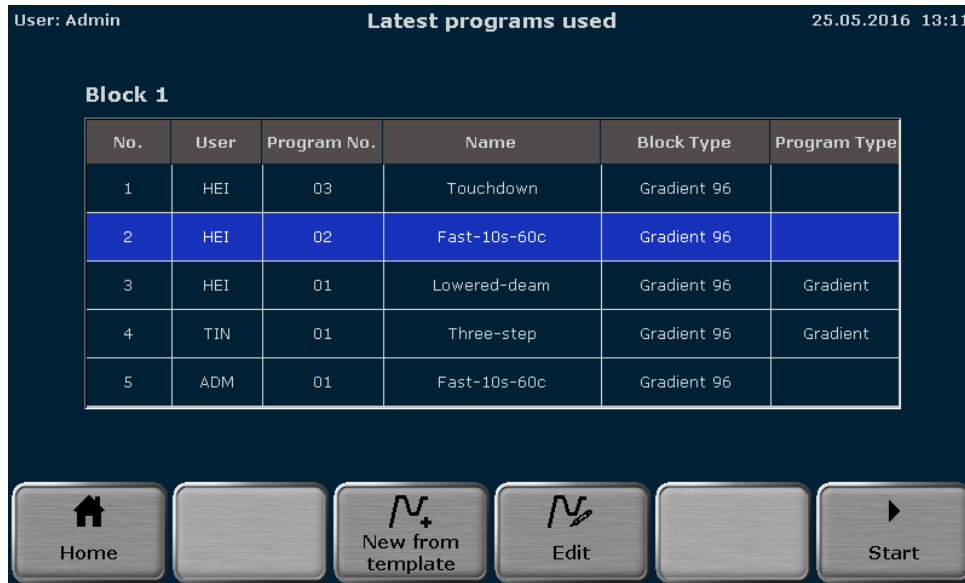 User: Admin Latest programs used 25.05.2016 13:11
Block 1
No. User Program No. Name Block Type Program Type
1 HEI 03 Touchdown Gradient 96
2 HEI 02 Fast-10s-60c Gradient 96
3 HEI 01 Lowered-deam Gradient 96 Gradient
4 TIN 01 Three-step Gradient 96 Gradient
5 ADM 01 Fast-10s-60c Gradient 96
Home
New from
template
Edit
Start